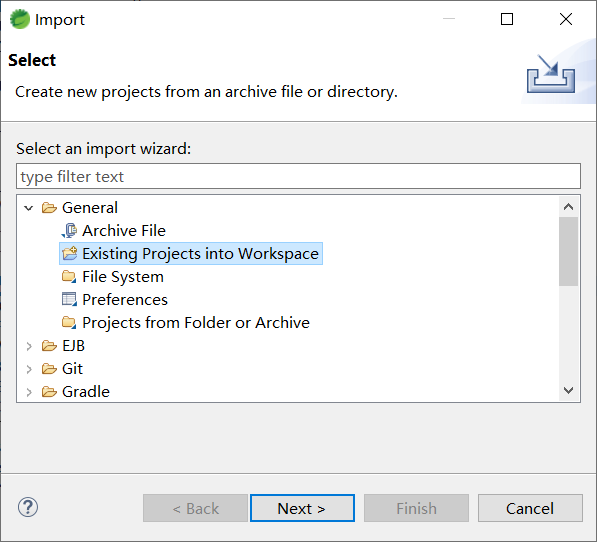 Import
Select
Create new projects from an archive file or directory.
Select an import wizard:
type filter text
General
Archive File
Existing Projects into Workspace
File System
Preferences
Projects from Folder or Archive
EJB
Git
Gradle
?
< Back
Next >
Finish
Cancel